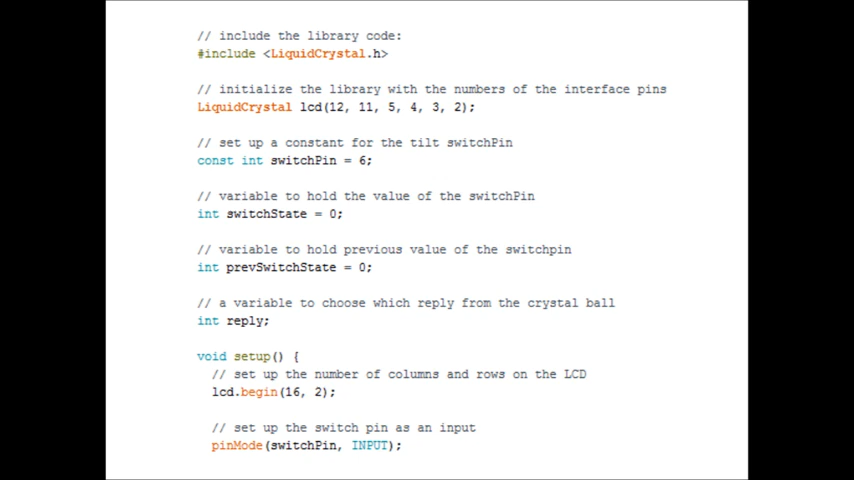 // include the library code:
#include <LiquidCrystal.h>
// initialize the library with the numbers of the interface pins
LiquidCrystal lcd(12, 11, 5, 4, 3, 2);
// set up a constant for the tilt switchPin
const int switchPin = 6;
// variable to hold the value of the switchPin
int switchState = 0;
// variable to hold previous value of the switchpin
int prevSwitchState = 0;
// a variable to choose which reply from the crystal ball
int reply;
void setup() {
// set up the number of columns and rows on the LCD
lcd.begin(16, 2);
// set up the switch pin as an input
pinMode(switchPin, INPUT);